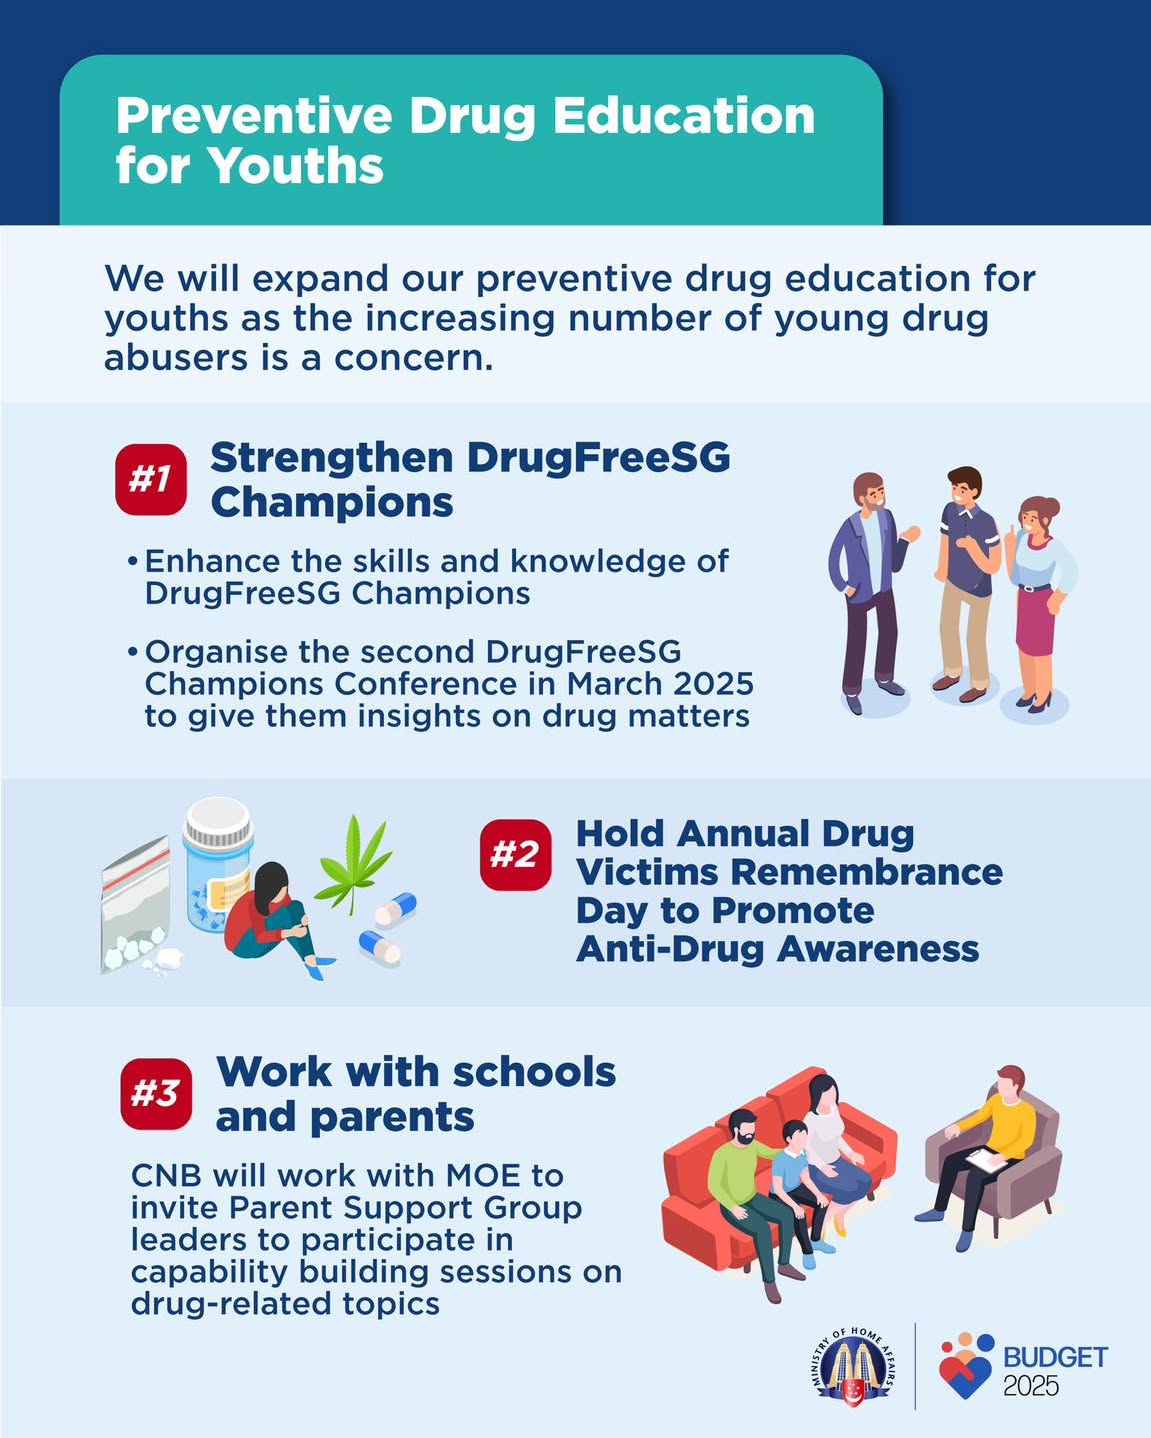 Preventive Drug Education
for Youths
We will expand our preventive drug education for
youths as the increasing number of young drug
abusers is a concern.
#1
Strengthen DrugFreeSG
Champions
• Enhance the skills and knowledge of
DrugFreeSG Champions
• Organise the second DrugFreeSG
Champions Conference in March 2025
to give them insights on drug matters
#2
Hold Annual Drug
Victims Remembrance
Day to Promote
Anti-Drug Awareness
#3
Work with schools
and parents
CNB will work with MOE to
invite Parent Support Group
leaders to participate in
capability building sessions on
drug-related topics
MINISTRY OF HOME AFFAIRS
BUDGET
2025